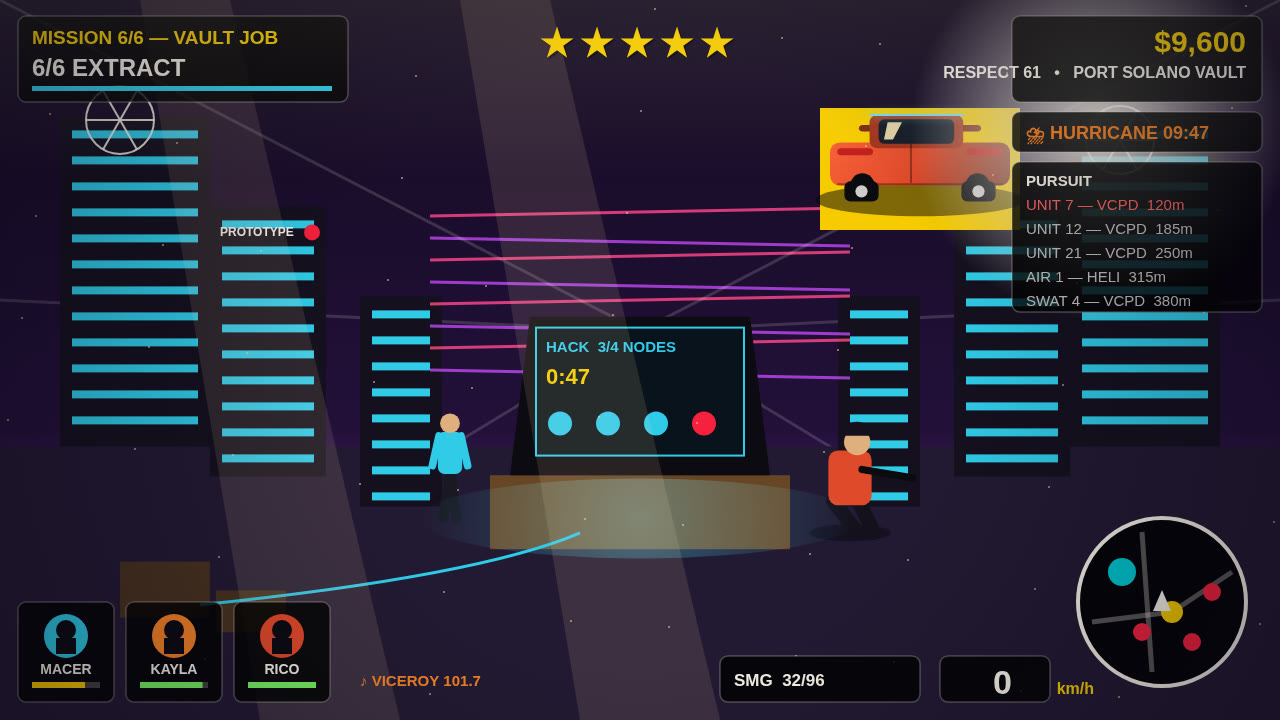 MISSION 6/6 — VAULT JOB
6/6 EXTRACT
★★★★★
$9,600
RESPECT 61 • PORT SOLANO VAULT
⛈ HURRICANE 09:47
PURSUIT
UNIT 7 — VCPD 120m
UNIT 12 — VCPD 185m
UNIT 21 — VCPD 250m
AIR 1 — HELI 315m
SWAT 4 — VCPD 380m
PROTOTYPE
HACK 3/4 NODES
0:47
MACER
KAYLA
RICO
♪ VICEROY 101.7
SMG 32/96
0
km/h